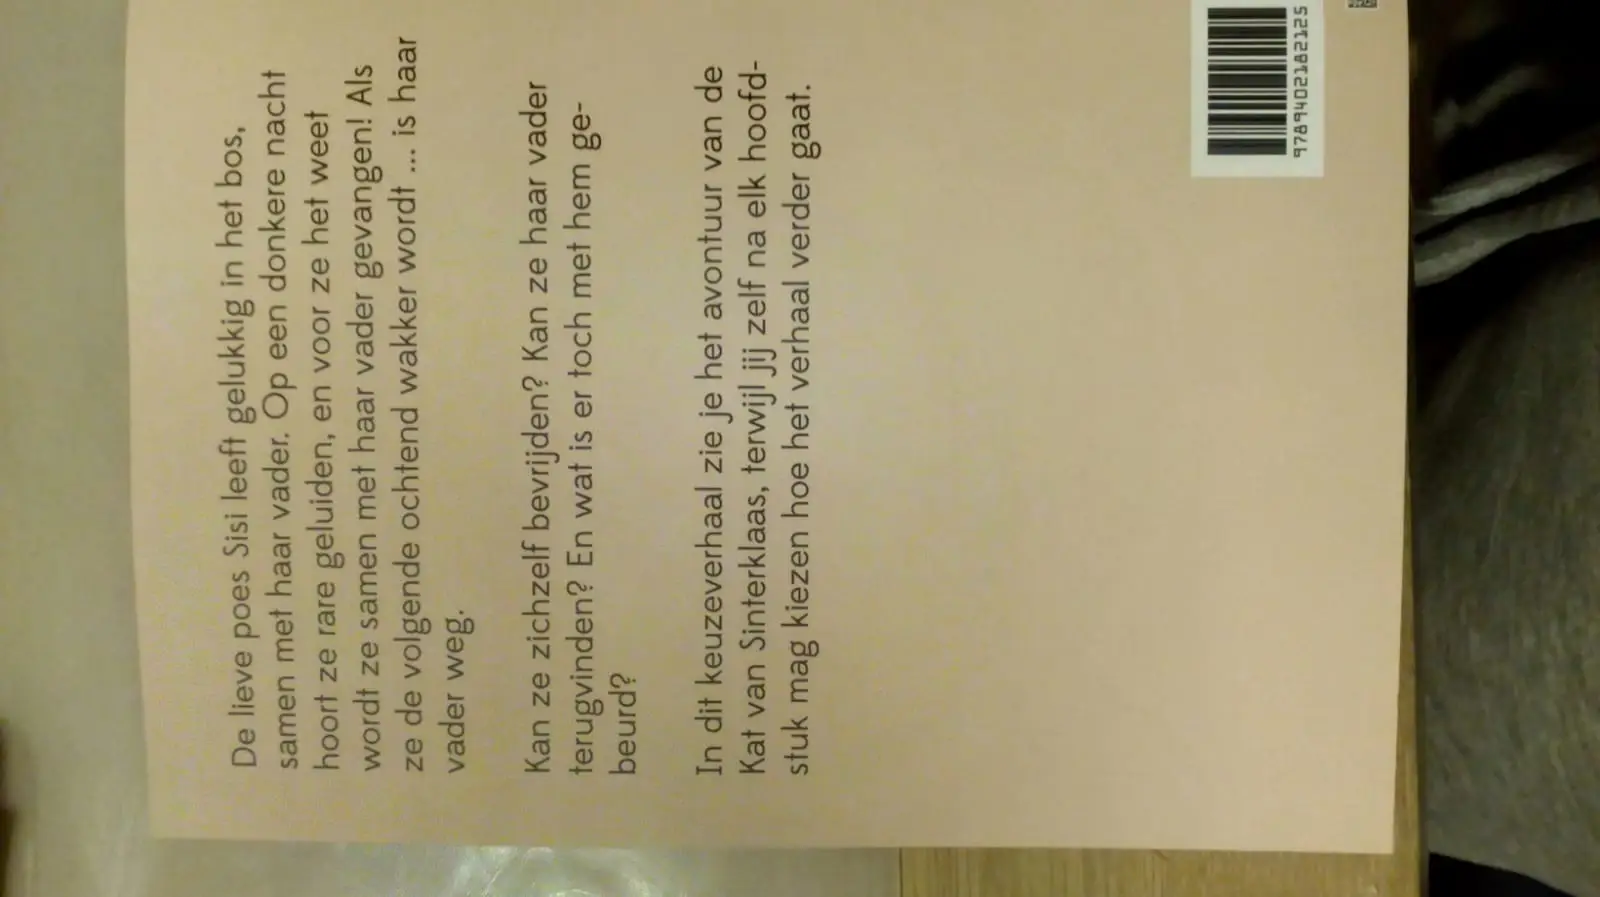 De lieve poes Sisi leeft gelukkig in het bos,
samen met haar vader. Op een donkere nacht
hoort ze rare geluiden, en voor ze het weet
wordt ze samen met haar vader gevangen! Als
ze de volgende ochtend wakker wordt ... is haar
vader weg.
Kan ze zichzelf bevrijden? Kan ze haar vader
terugvinden? En wat is er toch met hem ge-
beurd?
In dit keuzeverhaal zie je het avontuur van de
Kat van Sinterklaas, terwijl jij zelf na elk hoofd-
stuk mag kiezen hoe het verhaal verder gaat.
9789402182125